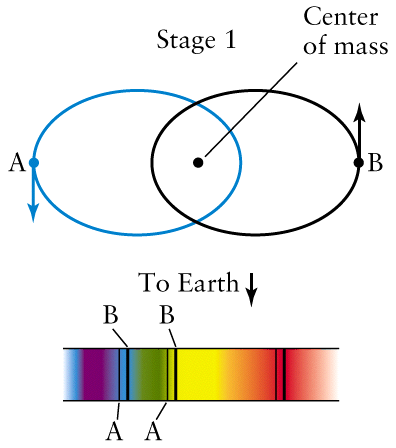 Stage 1
Center
of mass
A
B
To Earth
B B
A A